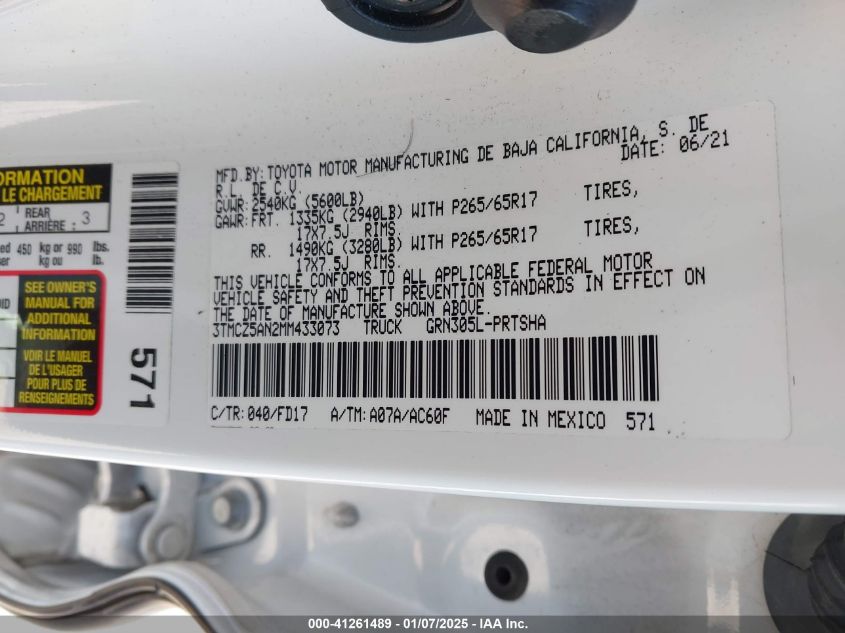 ORMATION
LE CHARGEMENT
2 REAR ARRIÈRE : 3
450 kg or 990 lbs.
kg ou lbs.
SEE OWNER'S
MANUAL FOR
ADDITIONAL
INFORMATION
VOIR LE MANUEL
DE L'USAGER
POUR PLUS DE
RENSEIGNEMENTS
571
MFD.BY:TOYOTA MOTOR MANUFACTURING DE BAJA CALIFORNIA, S. DE
R.L. DE C.V. DATE: 06/21
GVWR:2540KG (5600LB)
GAWR:FRT. 1335KG (2940LB) WITH P265/65R17 TIRES,
17X7.5J RIMS.
RR. 1490KG (3280LB) WITH P265/65R17 TIRES,
17X7.5J RIMS.
THIS VEHICLE CONFORMS TO ALL APPLICABLE FEDERAL MOTOR
VEHICLE SAFETY AND THEFT PREVENTION STANDARDS IN EFFECT ON
THE DATE OF MANUFACTURE SHOWN ABOVE.
3TMCZ5AN2MM433073 TRUCK GRN305L-PRTSHA
C/TR:040/FD17 A/TM:A07A/AC60F MADE IN MEXICO 571
000-41261489 - 01/07/2025 - IAA Inc.